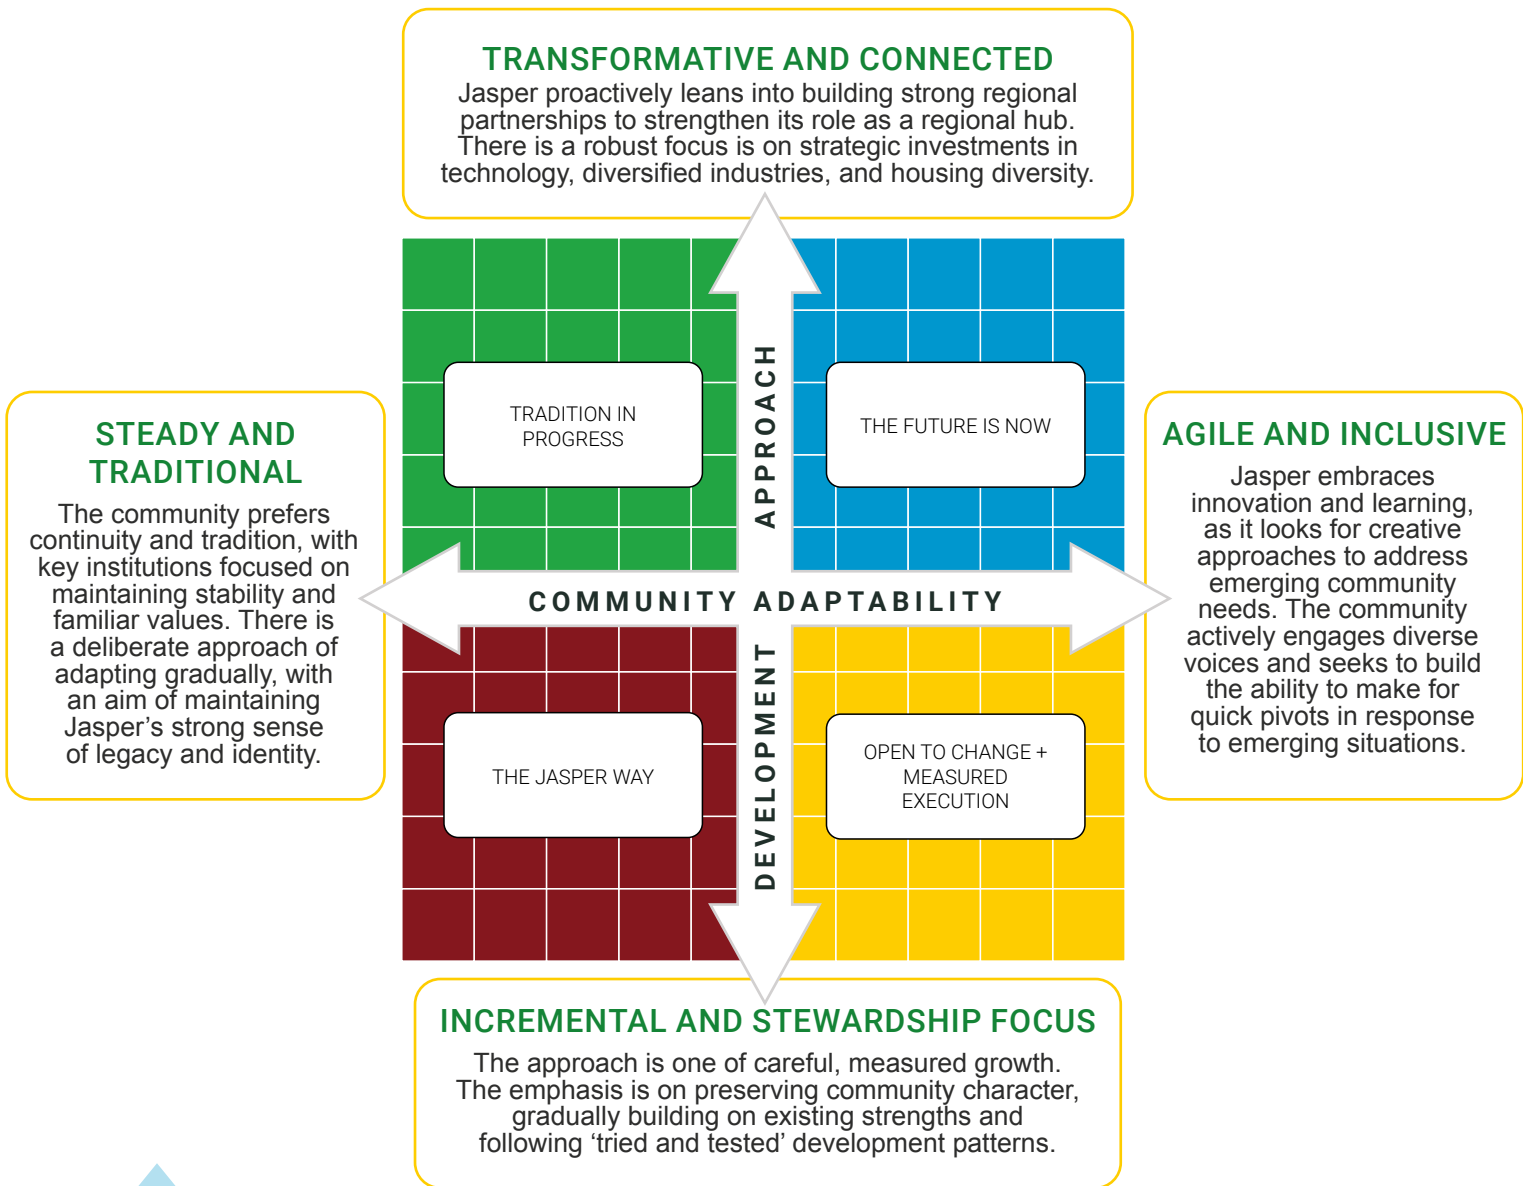 TRANSFORMATIVE AND CONNECTED
Jasper proactively leans into building strong regional
partnerships to strengthen its role as a regional hub.
There is a robust focus is on strategic investments in
technology, diversified industries, and housing diversity.
TRADITION IN
PROGRESS
APPROACH
THE FUTURE IS NOW
STEADY AND
TRADITIONAL
The community prefers
continuity and tradition, with
key institutions focused on
maintaining stability and
familiar values. There is
a deliberate approach of
adapting gradually, with
an aim of maintaining
Jasper’s strong sense
of legacy and identity.
COMMUNITY ADAPTABILITY
AGILE AND INCLUSIVE
Jasper embraces
innovation and learning,
as it looks for creative
approaches to address
emerging community
needs. The community
actively engages diverse
voices and seeks to build
the ability to make for
quick pivots in response
to emerging situations.
THE JASPER WAY
DEVELOPMENT
OPEN TO CHANGE +
MEASURED
EXECUTION
INCREMENTAL AND STEWARDSHIP FOCUS
The approach is one of careful, measured growth.
The emphasis is on preserving community character,
gradually building on existing strengths and
following ‘tried and tested’ development patterns.